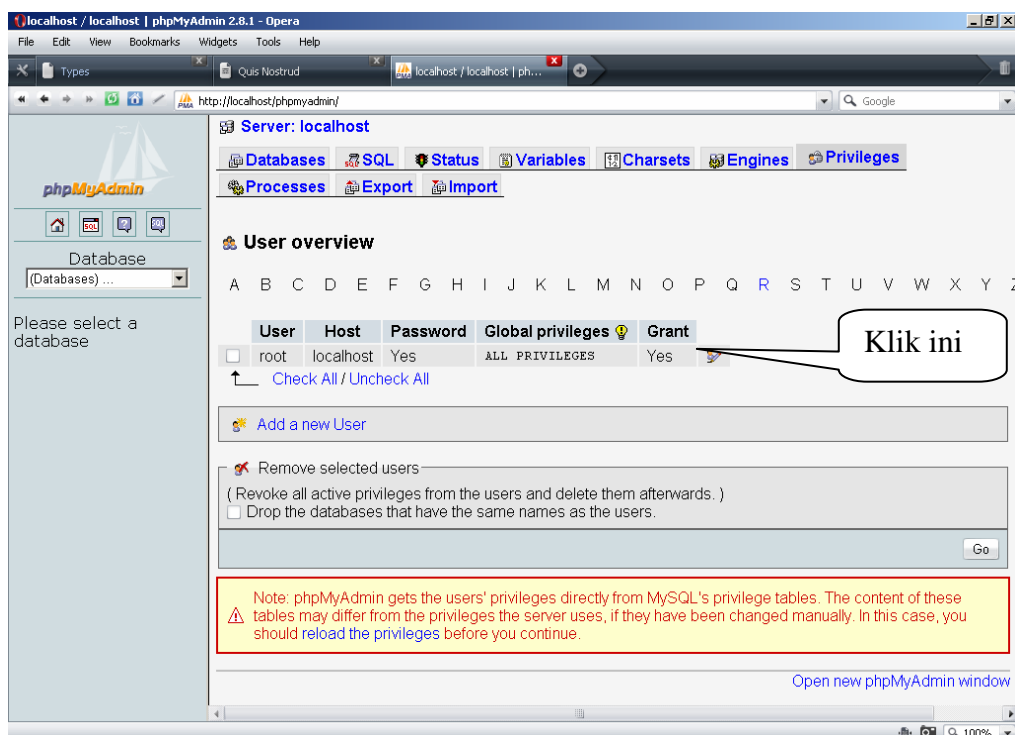 localhost / localhost | phpMyAdmin 2.8.1 - Opera
File Edit View Bookmarks Widgets Tools Help
Types Quis Nostrud localhost / localhost | ph...
http://localhost/phpmyadmin/ Google
phpMyAdmin
SQL
Database
(Databases) ...
Please select a
database
Server: localhost
Databases SQL Status Variables Charsets Engines Privileges
Processes Export Import
User overview
A B C D E F G H I J K L M N O P Q R S T U V W X Y Z
User Host Password Global privileges Grant
root localhost Yes ALL PRIVILEGES Yes
Klik ini
Check All / Uncheck All
Add a new User
Remove selected users
( Revoke all active privileges from the users and delete them afterwards. )
Drop the databases that have the same names as the users.
Go
Note: phpMyAdmin gets the users' privileges directly from MySQL's privilege tables. The content of these
tables may differ from the privileges the server uses, if they have been changed manually. In this case, you
should reload the privileges before you continue.
Open new phpMyAdmin window
100%